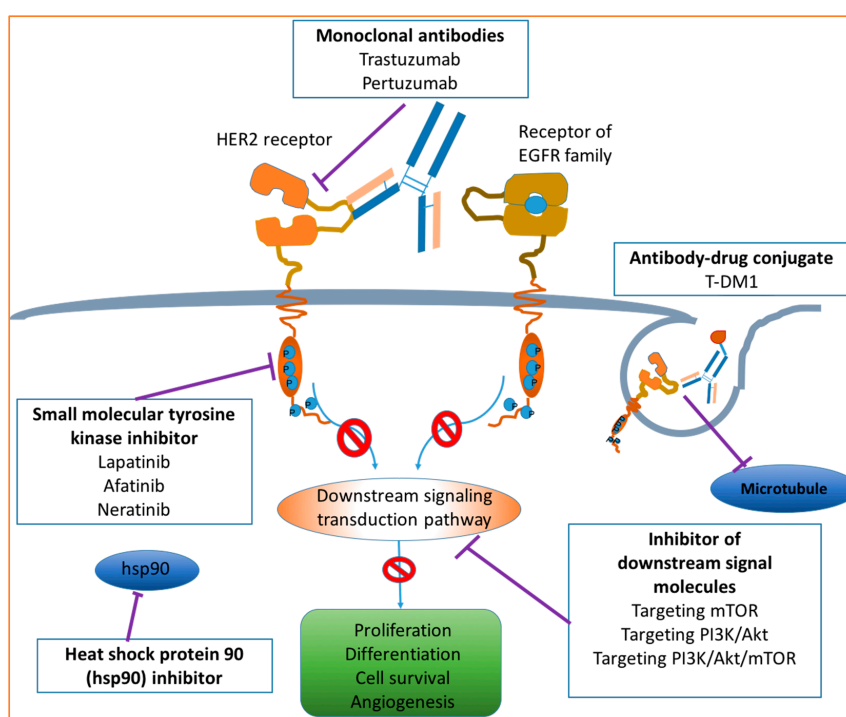 Monoclonal antibodies
Trastuzumab
Pertuzumab
HER2 receptor
Receptor of
EGFR family
Antibody-drug conjugate
T-DM1
P
P
P
P
P
P
P
P
P
P
Small molecular tyrosine
kinase inhibitor
Lapatinib
Afatinib
Neratinib
Microtubule
Downstream signaling
transduction pathway
Inhibitor of
downstream signal
molecules
Targeting mTOR
Targeting PI3K/Akt
Targeting PI3K/Akt/mTOR
hsp90
Heat shock protein 90
(hsp90) inhibitor
Proliferation
Differentiation
Cell survival
Angiogenesis